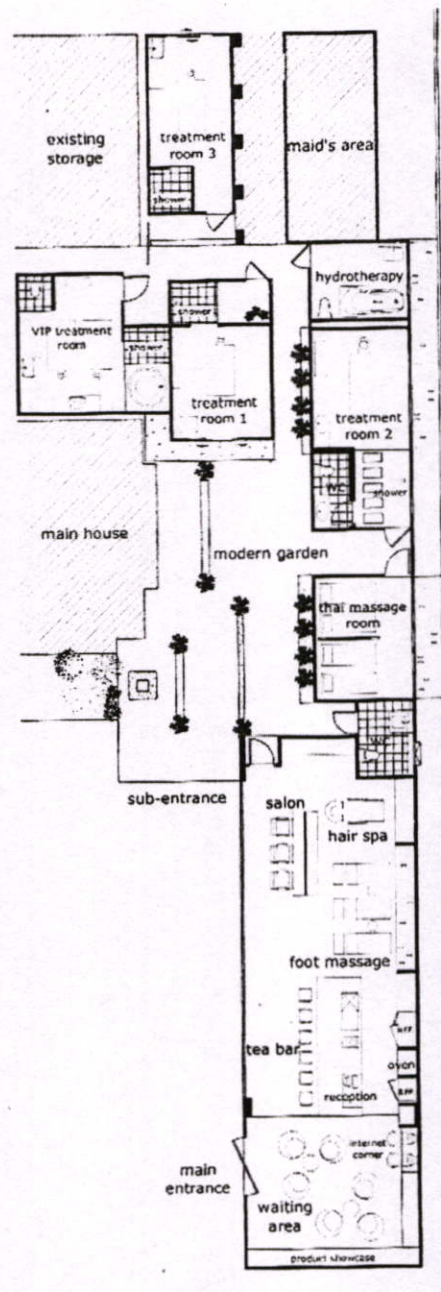 existing
storage
treatment
room 3
shower
maid's area
hydrotherapy
VIP treatment
room
shower
shower
treatment
room 1
treatment
room 2
WC
shower
main house
modern garden
thai massage
room
sub-entrance
salon
hair spa
foot massage
tea bar
oven
reception
main
entrance
internet
corner
waiting
area
product showcase